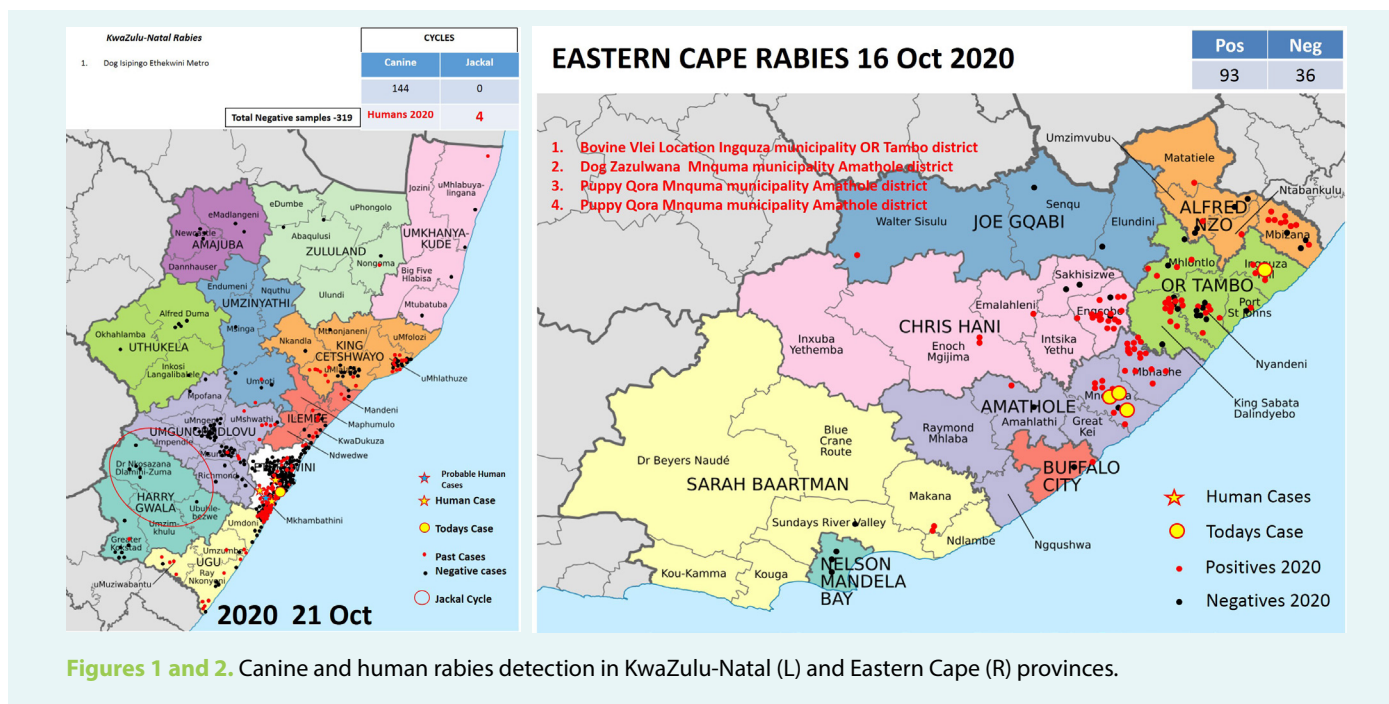 KwaZulu-Natal Rabies
1. Dog Isipingo Ethekwini Metro
CYCLES
Canine Jackal
144 0
Total Negative samples -319 Humans 2020 4
Jozini
uMhlabuya-
lingana
eDumbe
uPhongolo
eMadlangeni
Newcastle
AMAJUBA
Abaqulusi
UMKHANYA-
KUDE
ZULULAND
Dannhauser
Nongoma
Big Five
Hlabisa
Endumeni
Nquthu
UMZINYATHI
Ulundi
Mtubatuba
Alfred Duma
Okhahlamba
Msinga
Mthonjaneni
UTHUKELA
Nkandla
KING
CETSHWAYO
uMfolozi
Inkosi
Langalibalele
uMhlathuze
Umvoti
Mpofana
Mandeni
ILEMBE
uMshwathi
Maphumulo
uMngeni
UMGUNGUNDLOVU
Impendle
KwaDukuza
Ndwedwe
Dr Nkosazana
Dlamini-Zuma
Richmond
HARRY
GWALA
Ubuhle-
bezwe
Mkhambathini
Umzim-
khulu
Umdoni
Greater
Kokstad
Umzumbe
UGU
uMuziwabantu
Ray
Nkonyeni
Probable Human
Cases
Human Case
Todays Case
Past Cases
Negative cases
Jackal Cycle
2020 21 Oct
EASTERN CAPE RABIES 16 Oct 2020
Pos Neg
93 36
1. Bovine Vlei Location Ingquza municipality OR Tambo district
2. Dog Zazulwana Mnquma municipality Amathole district
3. Puppy Qora Mnquma municipality Amathole district
4. Puppy Qora Mnquma municipality Amathole district
Umzimvubu
Matatiele
Ntabankulu
ALFRED
NZO
Mbizana
Walter Sisulu
JOE GQABI
Senqu
Elundini
Mhlontlo
Ingquza
Hill
OR TAMBO
Sakhisizwe
Port
St Johns
Emalahleni
Engcobo
CHRIS HANI
Inxuba
Yethemba
Enoch
Mgijima
Intsika
Yethu
Nyandeni
Mbhashe
King Sabata
Dalindyebo
Mnquma
AMATHOLE
Amahlathi
Great
Kei
Raymond
Mhlaba
Blue
Crane
Route
Dr Beyers Naudé
SARAH BAARTMAN
BUFFALO
CITY
Makana
Sundays River Valley
Ndlambe
Ngqushwa
Kou-Kamma
Kouga
NELSON
MANDELA
BAY
Human Cases
Todays Case
Positives 2020
Negatives 2020
Figures 1 and 2. Canine and human rabies detection in KwaZulu-Natal (L) and Eastern Cape (R) provinces.